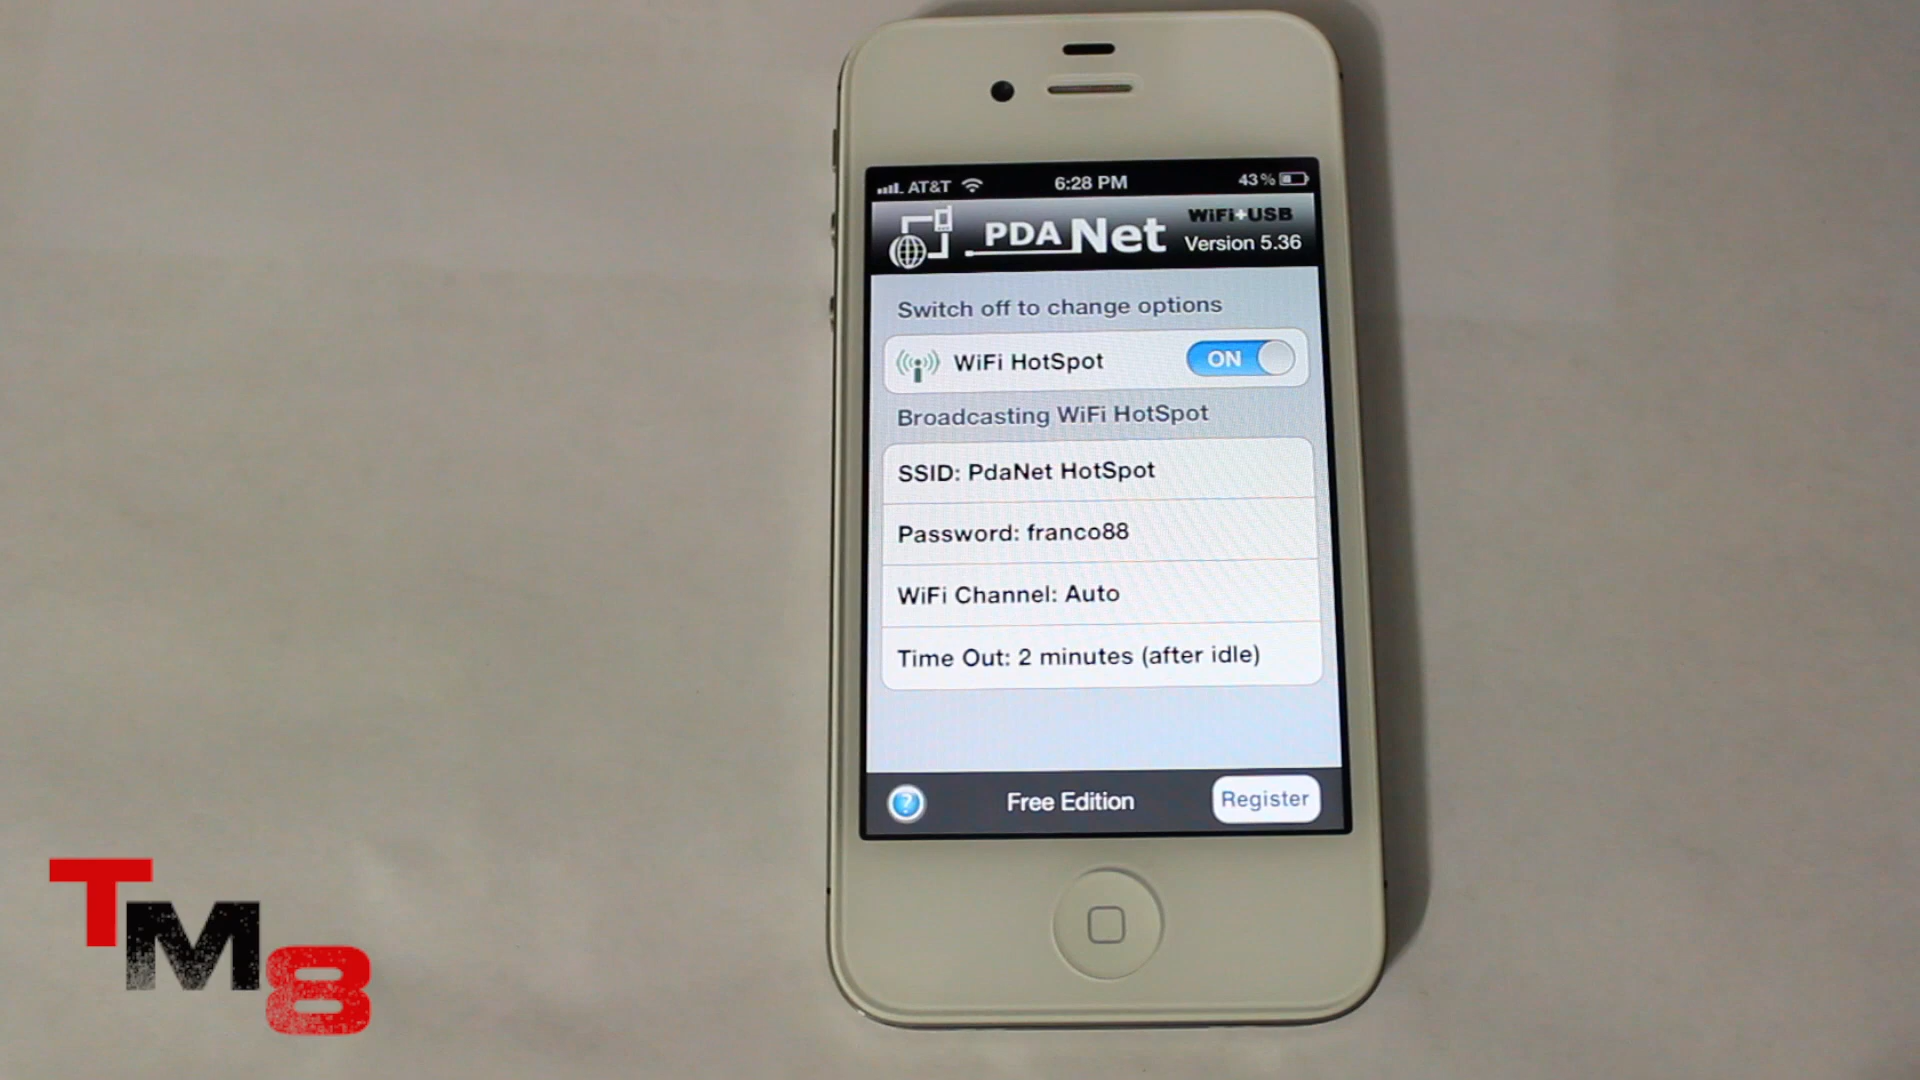 AT&T 6:28 PM 43%
PDANet WiFi+USB
Version 5.36
Switch off to change options
WiFi HotSpot ON
Broadcasting WiFi HotSpot
SSID: PdaNet HotSpot
Password: franco88
WiFi Channel: Auto
Time Out: 2 minutes (after idle)
? Free Edition Register
TM8